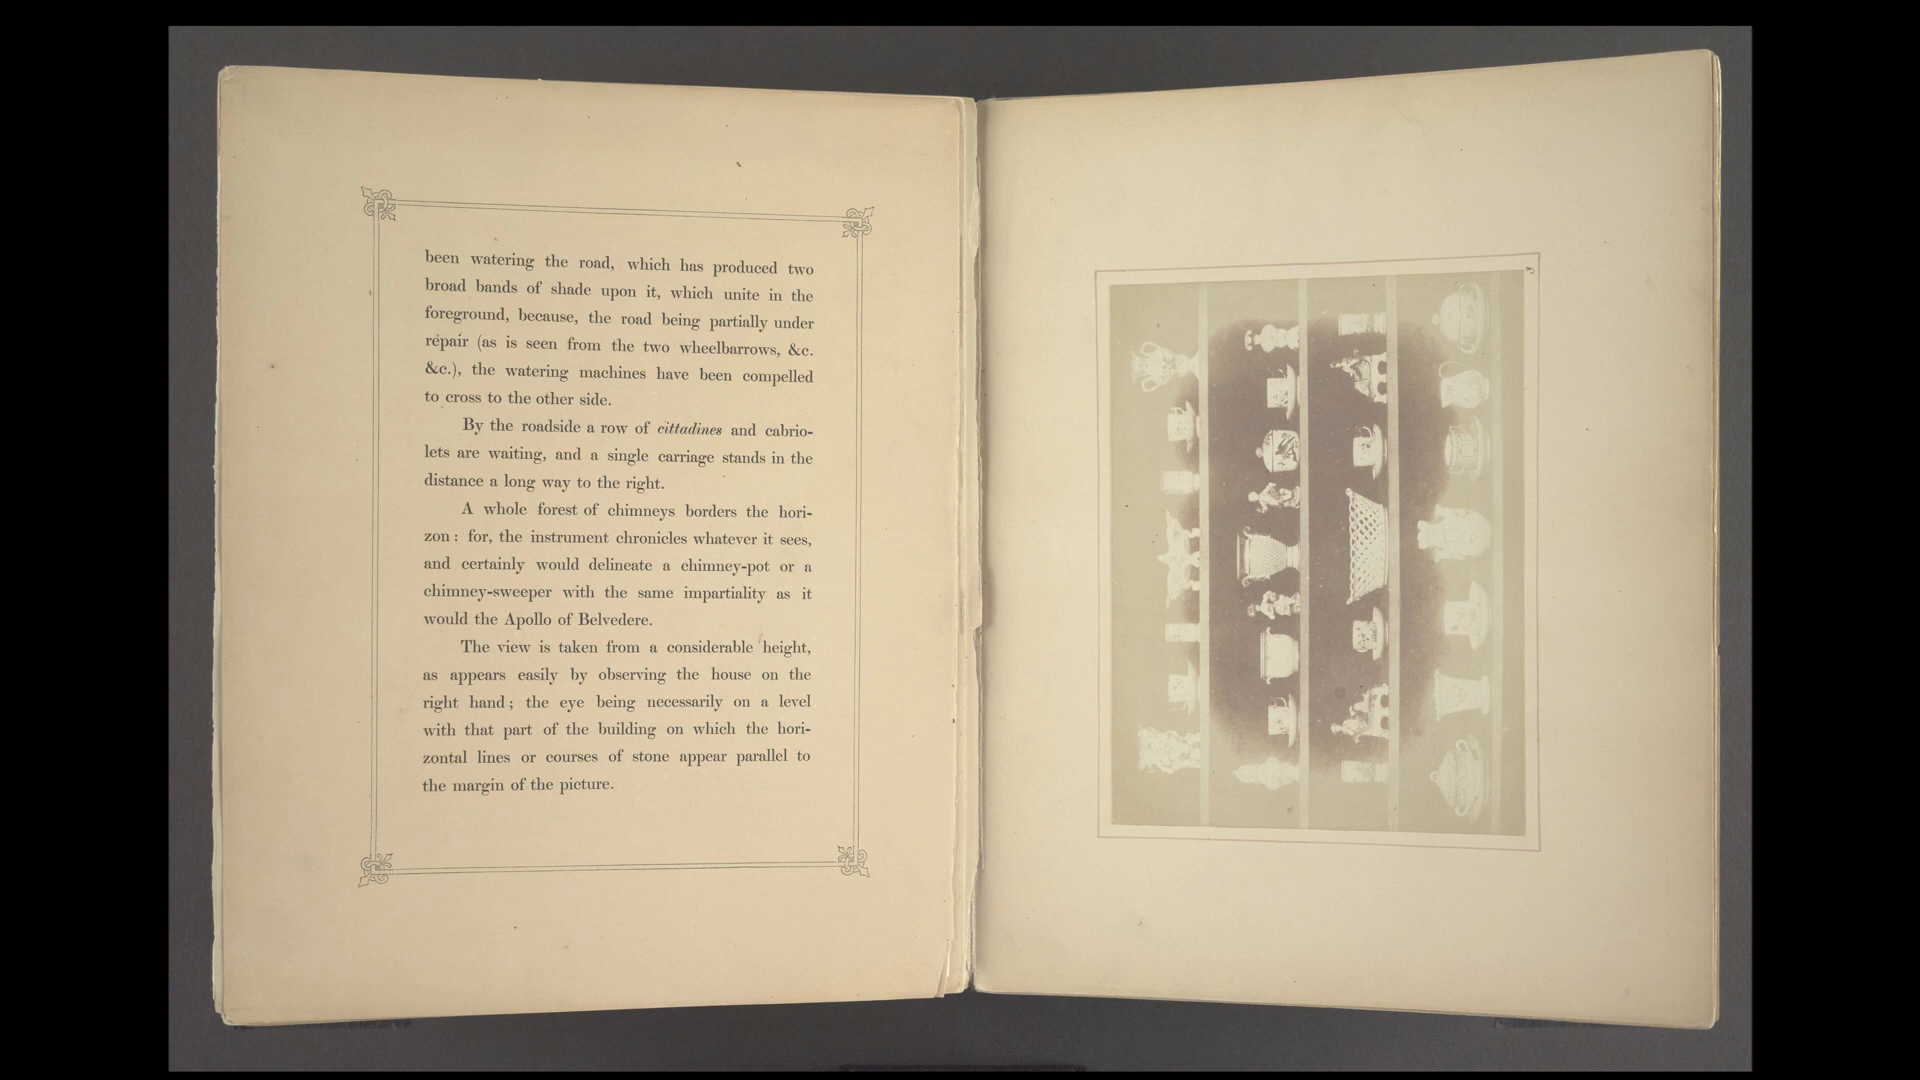 been watering the road, which has produced two
broad bands of shade upon it, which unite in the
foreground, because, the road being partially under
repair (as is seen from the two wheelbarrows, &c.
&c.), the watering machines have been compelled
to cross to the other side.
By the roadside a row of cittadines and cabrio-
lets are waiting, and a single carriage stands in the
distance a long way to the right.
A whole forest of chimneys borders the hori-
zon: for, the instrument chronicles whatever it sees,
and certainly would delineate a chimney-pot or a
chimney-sweeper with the same impartiality as it
would the Apollo of Belvedere.
The view is taken from a considerable height,
as appears easily by observing the house on the
right hand; the eye being necessarily on a level
with that part of the building on which the hori-
zontal lines or courses of stone appear parallel to
the margin of the picture.